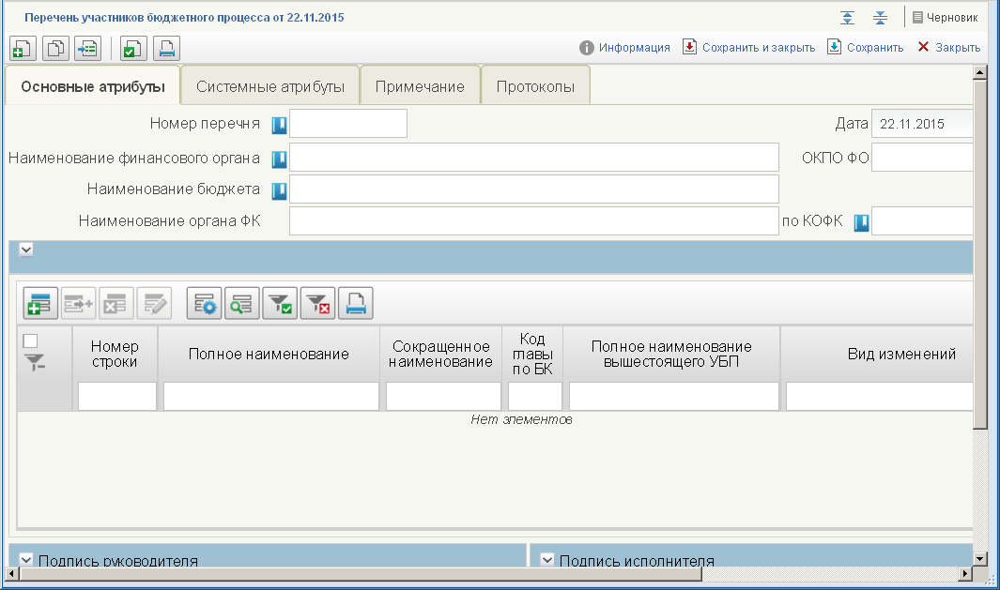 Перечень участников бюджетного процесса от 22.11.2015
Черновик
Информация Сохранить и закрыть Сохранить Закрыть
Основные атрибуты Системные атрибуты Примечание Протоколы
Номер перечня Дата 22.11.2015
Наименование финансового органа ОКПО ФО
Наименование бюджета
Наименование органа ФК по КОФК
Номер строки
Полное наименование
Сокращенное наименование
Код главы по БК
Полное наименование вышестоящего УБП
Вид изменений
Нет элементов
Подпись руководителя Подпись исполнителя